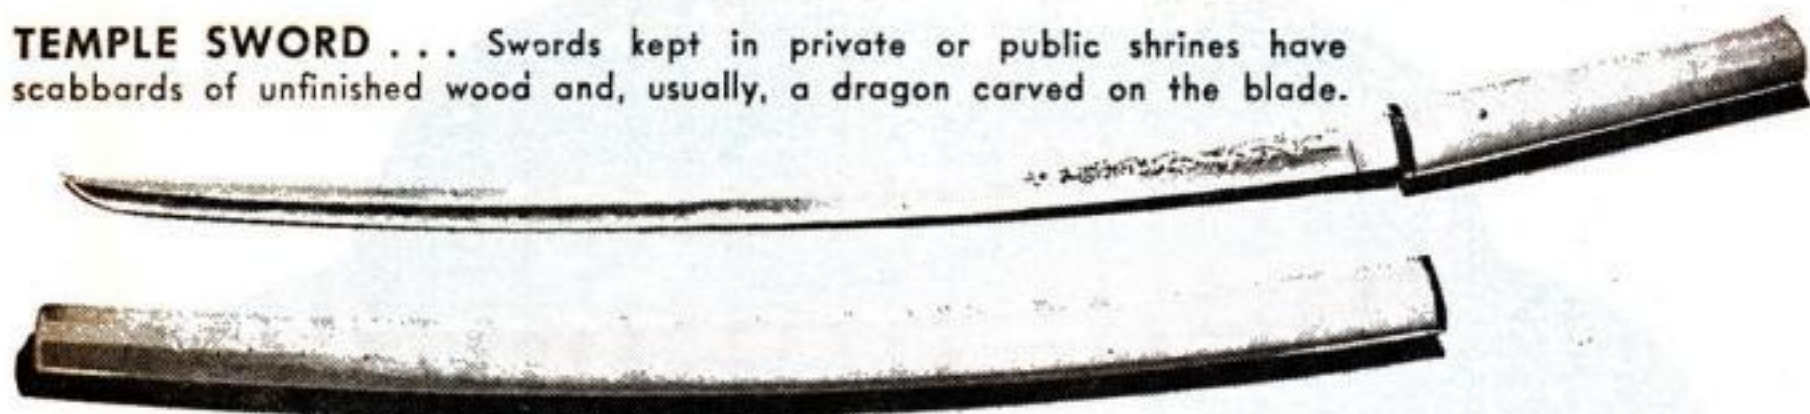 TEMPLE SWORD . . . Swords kept in private or public shrines have
scabbards of unfinished wood and, usually, a dragon carved on the blade.